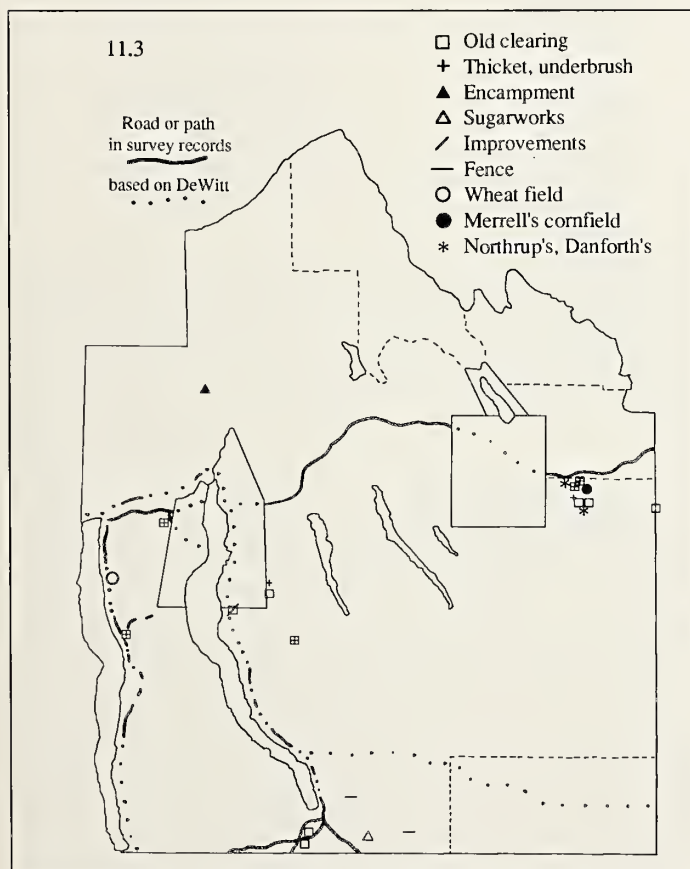 11.3
Road or path
in survey records
based on DeWitt
Old clearing
Thicket, underbrush
Encampment
Sugarworks
Improvements
Fence
Wheat field
Merrell's cornfield
Northrup's, Danforth's